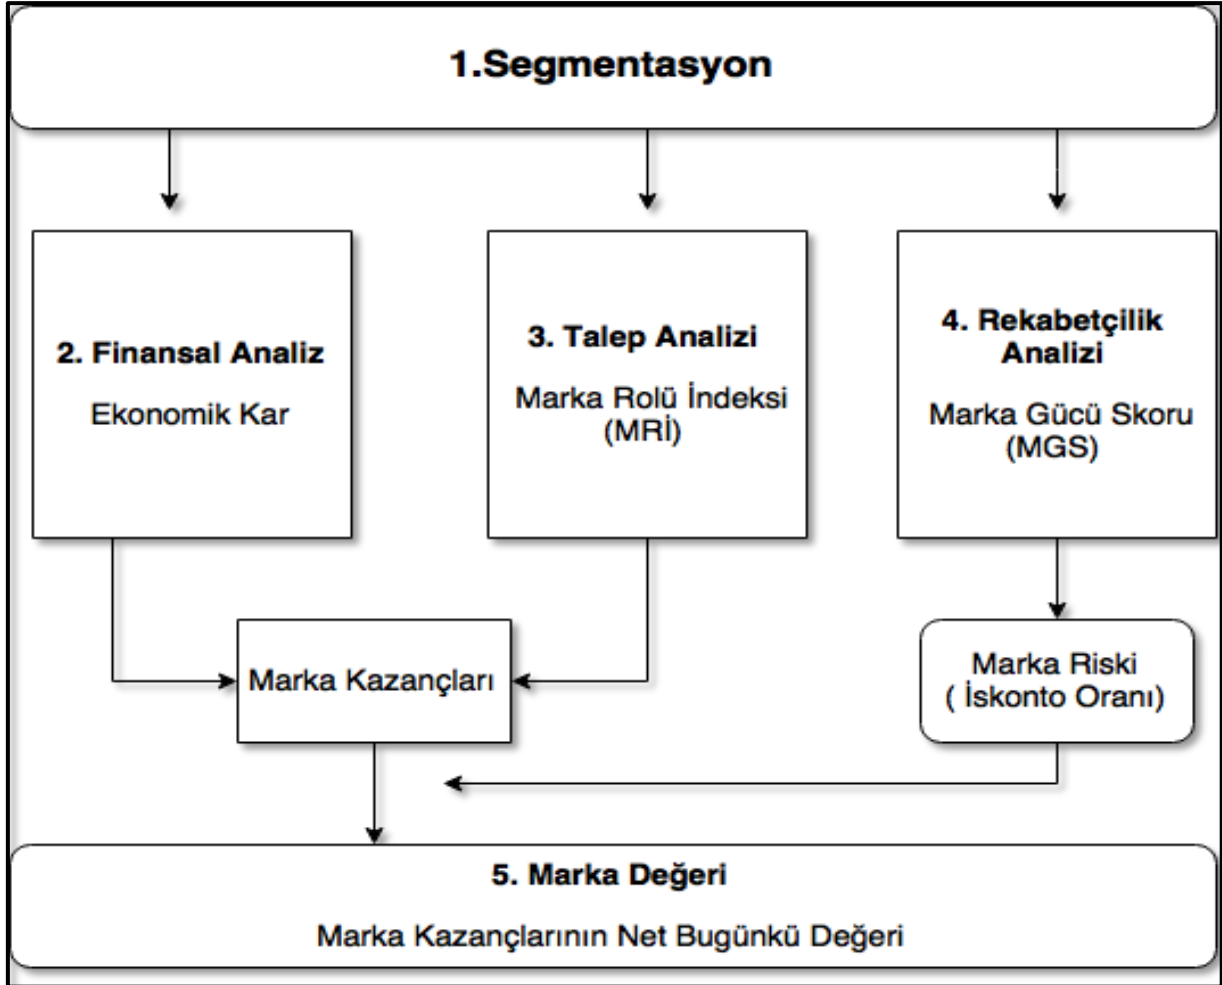 1.Segmentasyon
2. Finansal Analiz
Ekonomik Kar
3. Talep Analizi
Marka Rolü İndeksi
(MRİ)
4. Rekabetçilik
Analizi
Marka Gücü Skoru
(MGS)
Marka Kazançları
Marka Riski
( İskonto Oranı)
5. Marka Değeri
Marka Kazançlarının Net Bugünkü Değeri